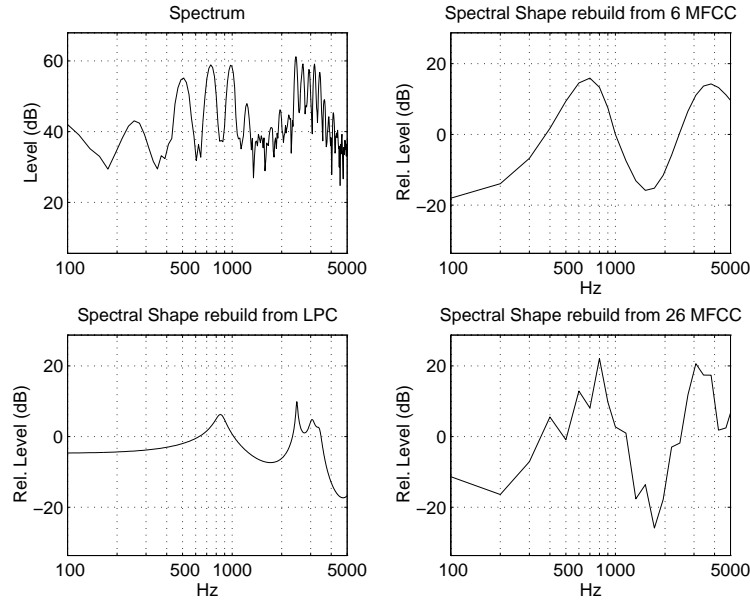 Spectrum
Level (dB)
60
40
20
100
500
1000
5000
Spectral Shape rebuild from 6 MFCC
Rel. Level (dB)
20
0
−20
100
500
1000
5000
Hz
Spectral Shape rebuild from LPC
Rel. Level (dB)
20
0
−20
100
500
1000
5000
Hz
Spectral Shape rebuild from 26 MFCC
Rel. Level (dB)
20
0
−20
100
500
1000
5000
Hz